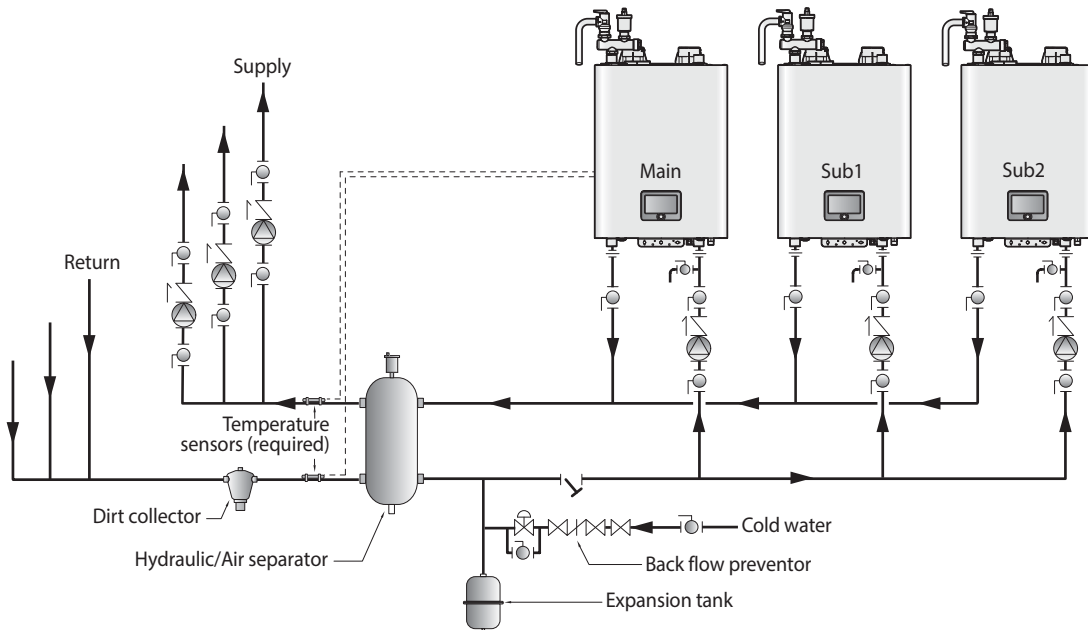 Supply
Main
Sub1
Sub2
Return
Temperature
sensors (required)
Dirt collector
Cold water
Hydraulic/Air separator
Back flow preventor
Expansion tank